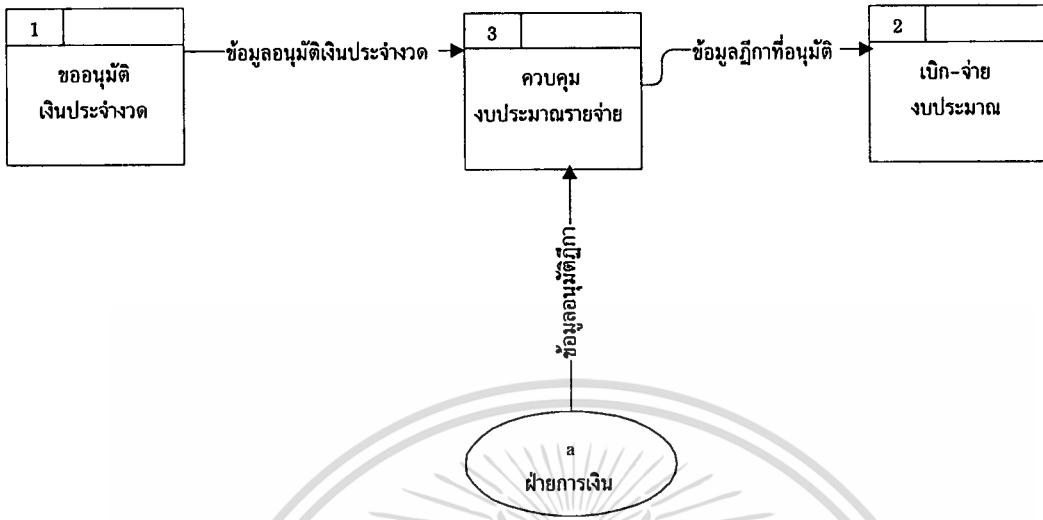 1
ขออนุมัติ
เงินประจำงวด
ข้อมูลอนุมัติเงินประจำงวด
3
ควบคุม
งบประมาณรายจ่าย
ข้อมูลฎีกาที่อนุมัติ
2
เบิก-จ่าย
งบประมาณ
ข้อมูลอนุมัติฎีกา
a
ฝ่ายการเงิน